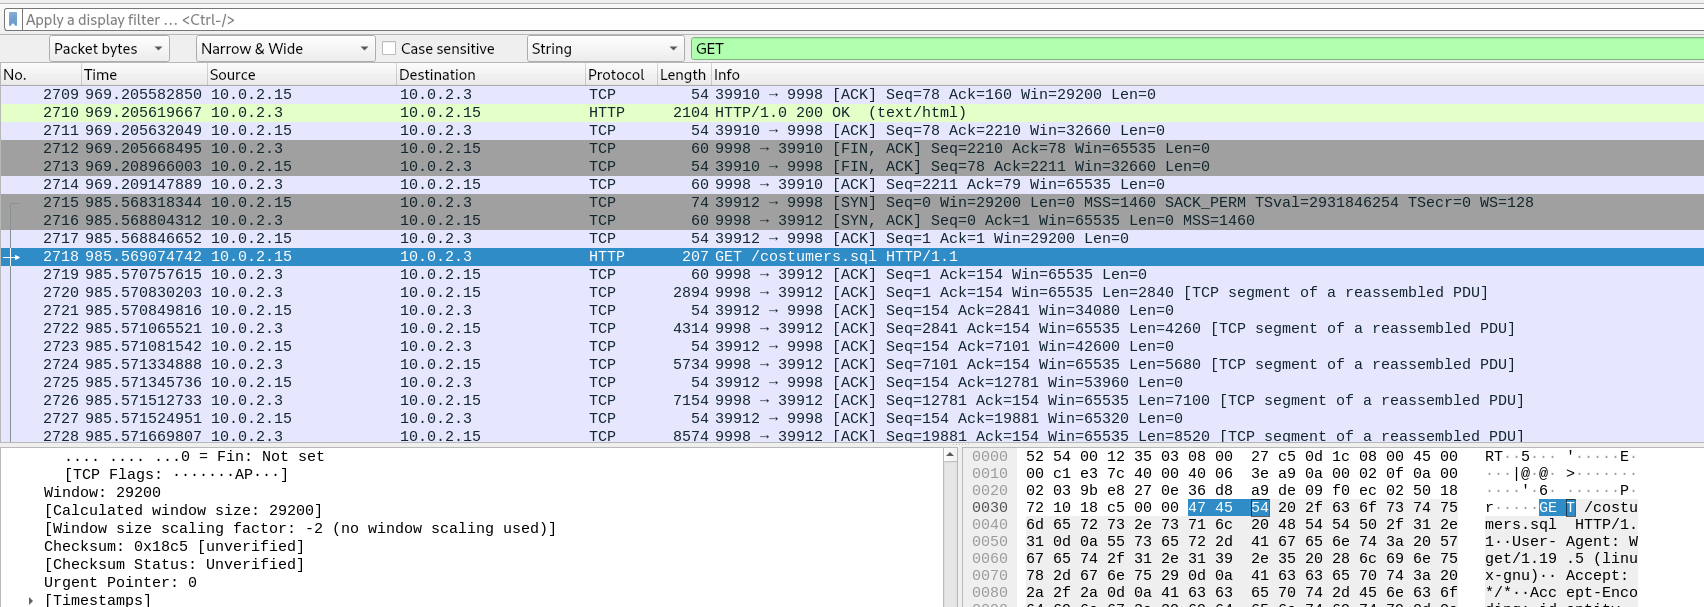 Apply a display filter … <Ctrl-/>
Packet bytes Narrow & Wide Case sensitive String GET
No. Time Source Destination Protocol Length Info
2709 969.205582850 10.0.2.15 10.0.2.3 TCP 54 39910 → 9998 [ACK] Seq=78 Ack=160 Win=29200 Len=0
2710 969.205619667 10.0.2.3 10.0.2.15 HTTP 2104 HTTP/1.0 200 OK (text/html)
2711 969.205632049 10.0.2.15 10.0.2.3 TCP 54 39910 → 9998 [ACK] Seq=78 Ack=2210 Win=32660 Len=0
2712 969.205668495 10.0.2.3 10.0.2.15 TCP 60 9998 → 39910 [FIN, ACK] Seq=2210 Ack=78 Win=65535 Len=0
2713 969.208966003 10.0.2.15 10.0.2.3 TCP 54 39910 → 9998 [FIN, ACK] Seq=78 Ack=2211 Win=32660 Len=0
2714 969.209147889 10.0.2.3 10.0.2.15 TCP 60 9998 → 39910 [ACK] Seq=2211 Ack=79 Win=65535 Len=0
2715 985.568318344 10.0.2.15 10.0.2.3 TCP 74 39912 → 9998 [SYN] Seq=0 Win=29200 Len=0 MSS=1460 SACK_PERM TSval=2931846254 TSecr=0 WS=128
2716 985.568804312 10.0.2.3 10.0.2.15 TCP 60 9998 → 39912 [SYN, ACK] Seq=0 Ack=1 Win=65535 Len=0 MSS=1460
2717 985.568846652 10.0.2.15 10.0.2.3 TCP 54 39912 → 9998 [ACK] Seq=1 Ack=1 Win=29200 Len=0
2718 985.569074742 10.0.2.15 10.0.2.3 HTTP 207 GET /costumers.sql HTTP/1.1
2719 985.570757615 10.0.2.3 10.0.2.15 TCP 60 9998 → 39912 [ACK] Seq=1 Ack=154 Win=65535 Len=0
2720 985.570830203 10.0.2.3 10.0.2.15 TCP 2894 9998 → 39912 [ACK] Seq=1 Ack=154 Win=65535 Len=2840 [TCP segment of a reassembled PDU]
2721 985.570849816 10.0.2.15 10.0.2.3 TCP 54 39912 → 9998 [ACK] Seq=154 Ack=2841 Win=34080 Len=0
2722 985.571065521 10.0.2.3 10.0.2.15 TCP 4314 9998 → 39912 [ACK] Seq=2841 Ack=154 Win=65535 Len=4260 [TCP segment of a reassembled PDU]
2723 985.571081542 10.0.2.15 10.0.2.3 TCP 54 39912 → 9998 [ACK] Seq=154 Ack=7101 Win=42600 Len=0
2724 985.571334888 10.0.2.3 10.0.2.15 TCP 5734 9998 → 39912 [ACK] Seq=7101 Ack=154 Win=65535 Len=5680 [TCP segment of a reassembled PDU]
2725 985.571345736 10.0.2.15 10.0.2.3 TCP 54 39912 → 9998 [ACK] Seq=154 Ack=12781 Win=53960 Len=0
2726 985.571512733 10.0.2.3 10.0.2.15 TCP 7154 9998 → 39912 [ACK] Seq=12781 Ack=154 Win=65535 Len=7100 [TCP segment of a reassembled PDU]
2727 985.571524951 10.0.2.15 10.0.2.3 TCP 54 39912 → 9998 [ACK] Seq=154 Ack=19881 Win=65320 Len=0
2728 985.571669807 10.0.2.3 10.0.2.15 TCP 8574 9998 → 39912 [ACK] Seq=19881 Ack=154 Win=65535 Len=8520 [TCP segment of a reassembled PDU]
.... .... ...0 = Fin: Not set
[TCP Flags: ·······AP···]
Window: 29200
[Calculated window size: 29200]
[Window size scaling factor: -2 (no window scaling used)]
Checksum: 0x18c5 [unverified]
[Checksum Status: Unverified]
Urgent Pointer: 0
[Timestamps]
0000 52 54 00 12 35 03 08 00 27 c5 0d 1c 08 00 45 00 RT··5··· '·····E·
0010 00 c1 e3 7c 40 00 40 06 3e a9 0a 00 02 0f 0a 00 ···|@·@· >·······
0020 02 03 9b e8 27 0e 36 d8 a9 de 09 f0 ec 02 50 18 ····'·6· ······P·
0030 72 10 18 c5 00 00 47 45 54 20 2f 63 6f 73 74 75 r·····GE T /costu
0040 6d 65 72 73 2e 73 71 6c 20 48 54 54 50 2f 31 2e mers.sql HTTP/1.
0050 31 0d 0a 55 73 65 72 2d 41 67 65 6e 74 3a 20 57 1··User- Agent: W
0060 67 65 74 2f 31 2e 31 39 2e 35 20 28 6c 69 6e 75 get/1.19 .5 (linu
0070 78 2d 67 6e 75 29 0d 0a 41 63 63 65 70 74 3a 20 x-gnu)·· Accept:
0080 2a 2f 2a 0d 0a 41 63 63 65 70 74 2d 45 6e 63 6f */*··Acc ept-Enco